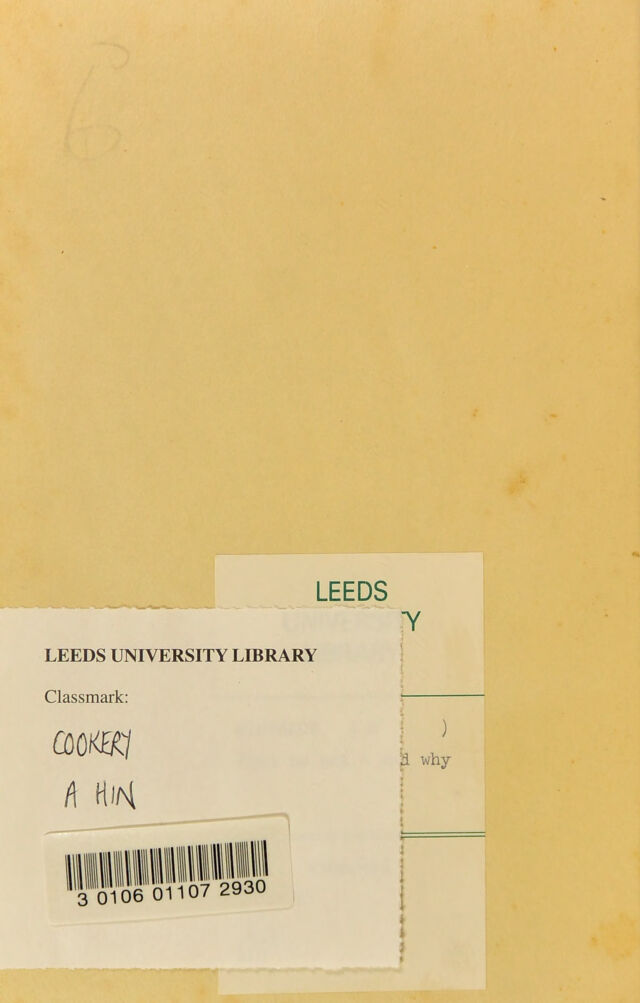 6
LEEDS
Y
LEEDS UNIVERSITY LIBRARY
Classmark:
COOKERY
A HIN
)
d why
3 0106 01107 2930